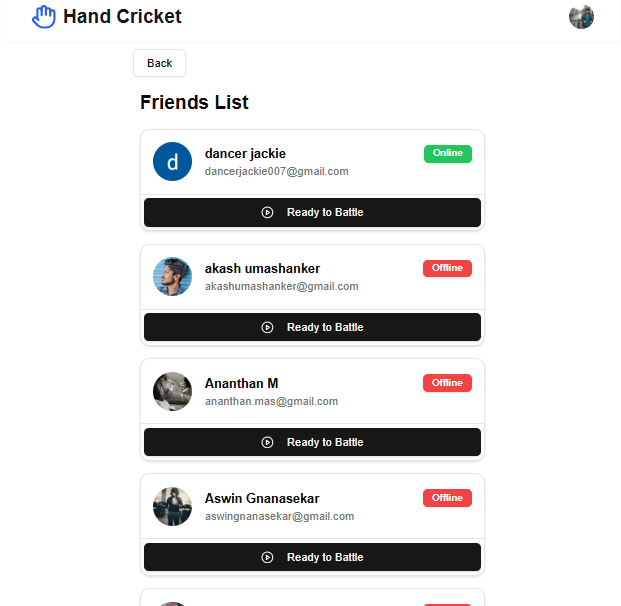 Hand Cricket
Back
Friends List
d
dancer jackie
Online
dancerjackie007@gmail.com
Ready to Battle
akash umashanker
Offline
akashumashanker@gmail.com
Ready to Battle
Ananthan M
Offline
ananthan.mas@gmail.com
Ready to Battle
Aswin Gnanasekar
Offline
aswingnanasekar@gmail.com
Ready to Battle